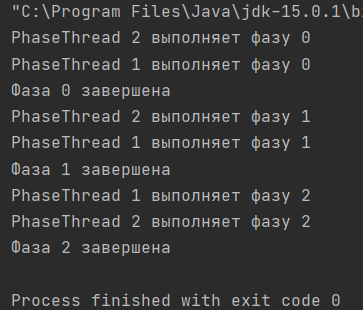 "C:\Program Files\Java\jdk-15.0.1\b
PhaseThread 2 выполняет фазу 0
PhaseThread 1 выполняет фазу 0
Фаза 0 завершена
PhaseThread 2 выполняет фазу 1
PhaseThread 1 выполняет фазу 1
Фаза 1 завершена
PhaseThread 1 выполняет фазу 2
PhaseThread 2 выполняет фазу 2
Фаза 2 завершена
Process finished with exit code 0